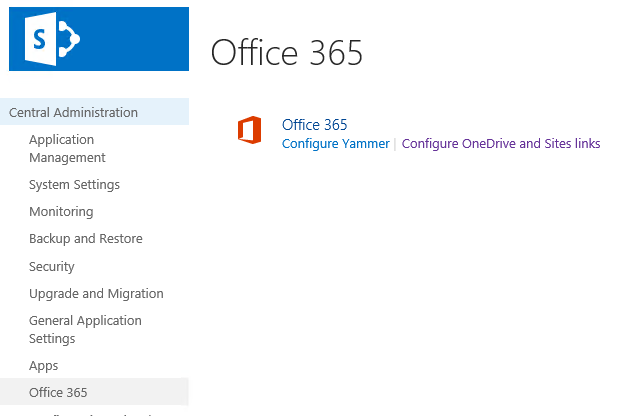 S
Office 365
Central Administration
Application
Management
System Settings
Monitoring
Backup and Restore
Security
Upgrade and Migration
General Application
Settings
Apps
Office 365
Office 365
Configure Yammer | Configure OneDrive and Sites links